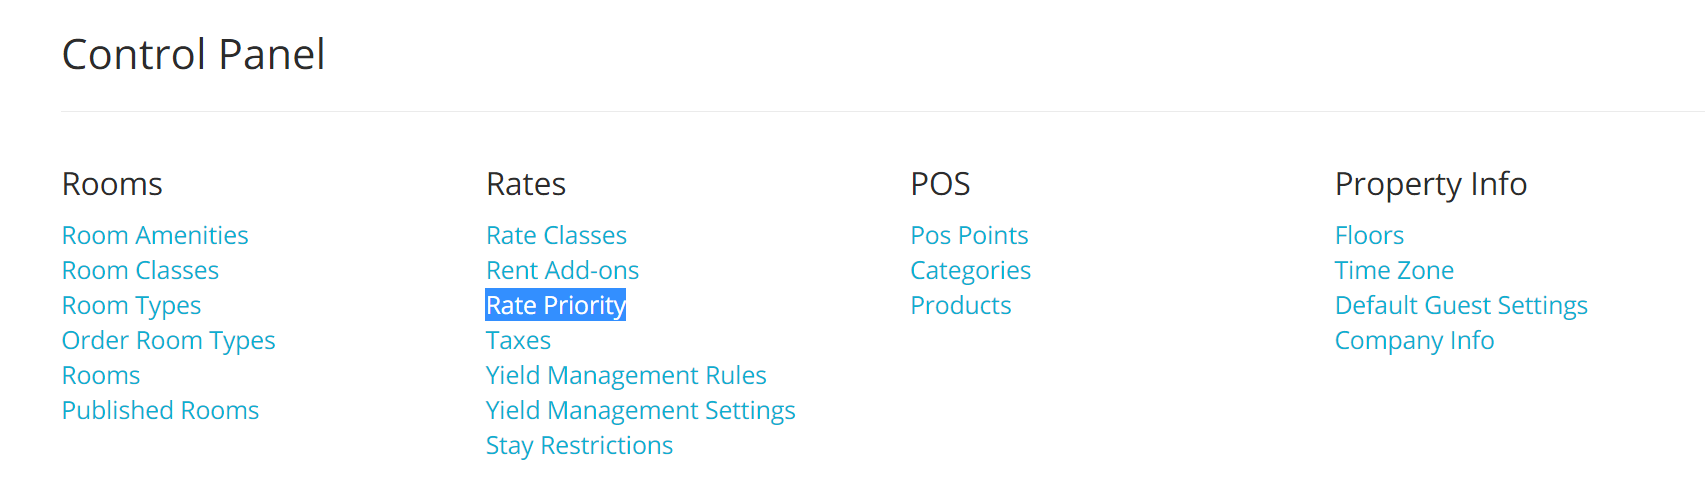 Control Panel
Rooms
Room Amenities
Room Classes
Room Types
Order Room Types
Rooms
Published Rooms
Rates
Rate Classes
Rent Add-ons
Rate Priority
Taxes
Yield Management Rules
Yield Management Settings
Stay Restrictions
POS
Pos Points
Categories
Products
Property Info
Floors
Time Zone
Default Guest Settings
Company Info